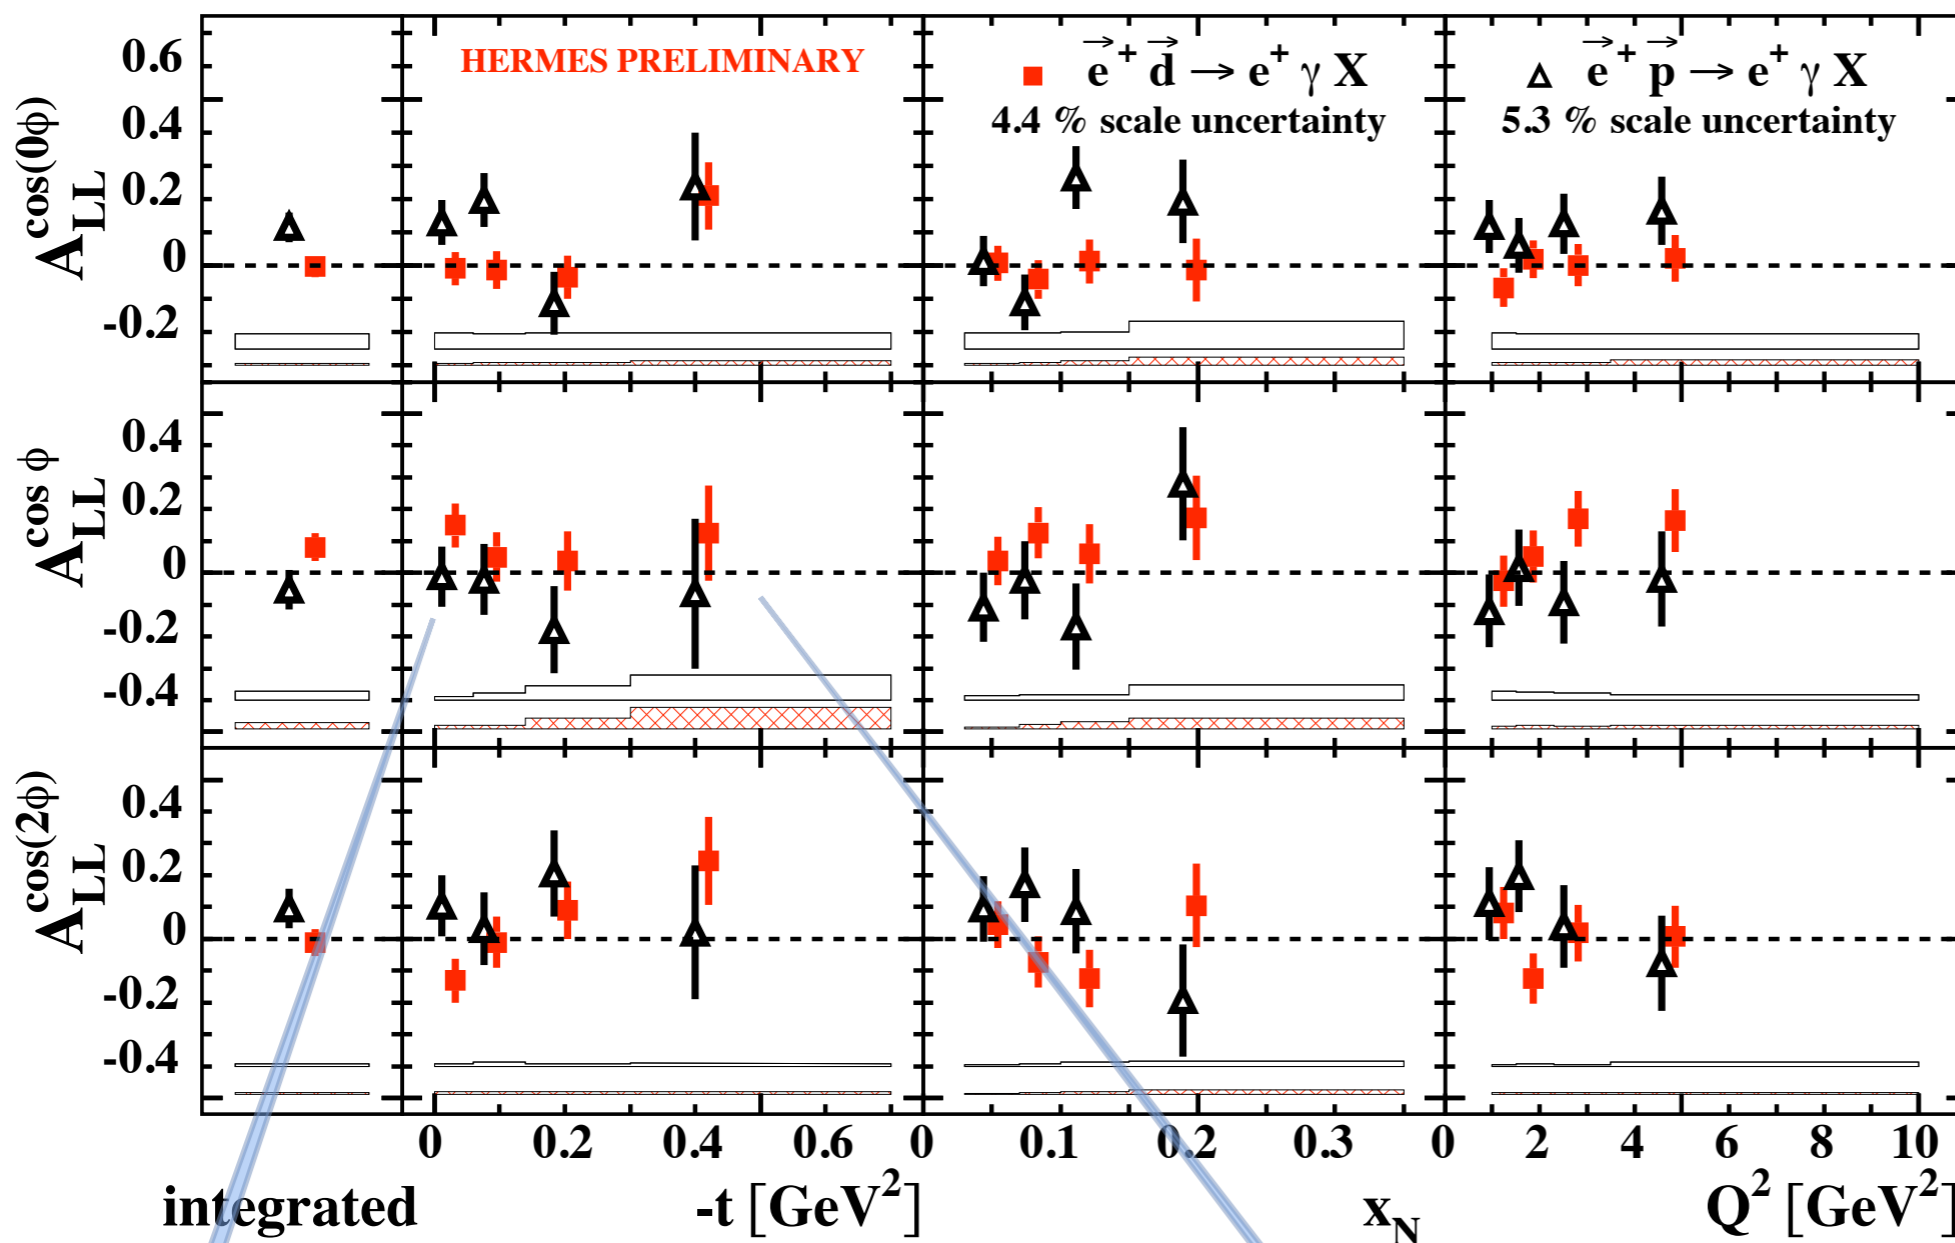 HERMES PRELIMINARY
e⁺ d → e⁺ γ X
4.4 % scale uncertainty
e⁺ p → e⁺ γ X
5.3 % scale uncertainty
A_LL^cos(0φ)
0.6
0.4
0.2
0
-0.2
A_LL^cos φ
0.4
0.2
0
-0.2
-0.4
A_LL^cos(2φ)
0.4
0.2
0
-0.2
-0.4
0 0.2 0.4 0.6 0.1 0.2 0.3 0 2 4 6 8 10
integrated -t [GeV²] x_N Q² [GeV²]